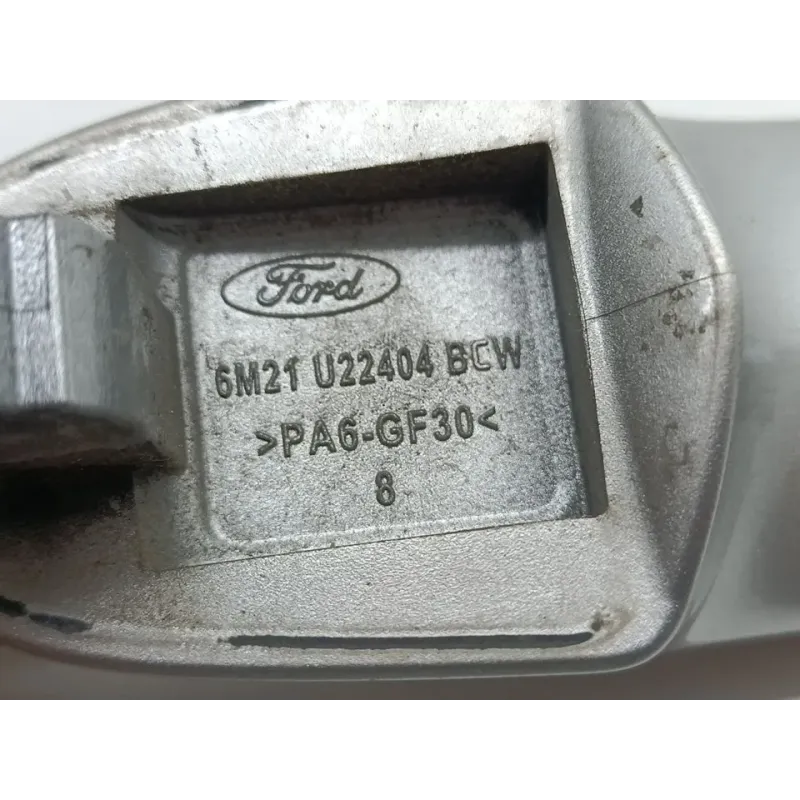 Ford
6M21 U22404 BCW
>PA6-GF30<
8